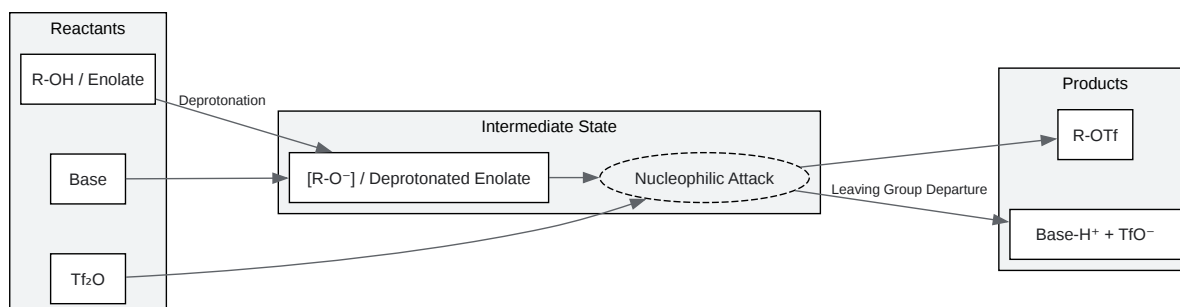 Reactants
R-OH / Enolate
Deprotonation
Base
Tf₂O
Intermediate State
[R-O⁻] / Deprotonated Enolate
Nucleophilic Attack
Leaving Group Departure
Products
R-OTf
Base-H⁺ + TfO⁻